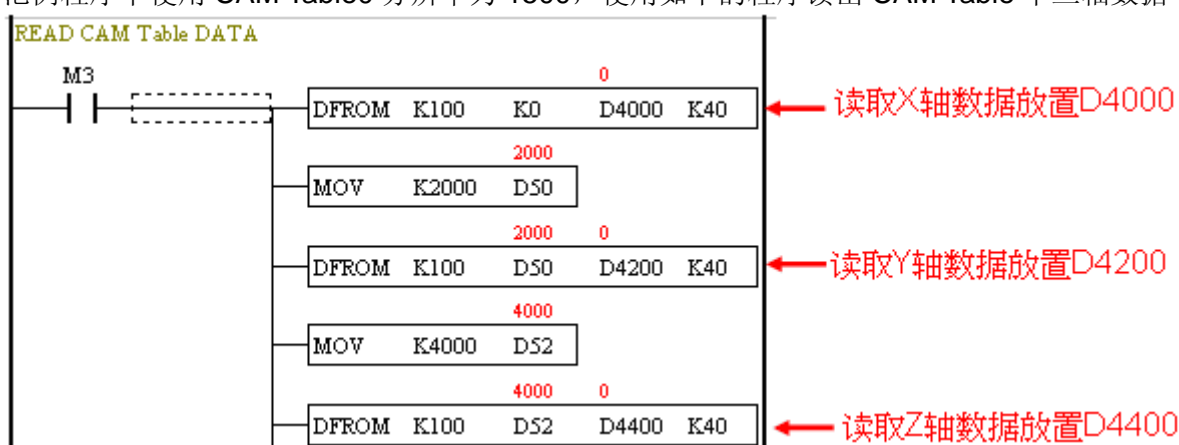 READ CAM Table DATA
M3
0
DFROM K100 K0 D4000 K40
读取X轴数据放置D4000
2000
MOV K2000 D50
2000 0
DFROM K100 D50 D4200 K40
读取Y轴数据放置D4200
4000
MOV K4000 D52
4000 0
DFROM K100 D52 D4400 K40
读取Z轴数据放置D4400